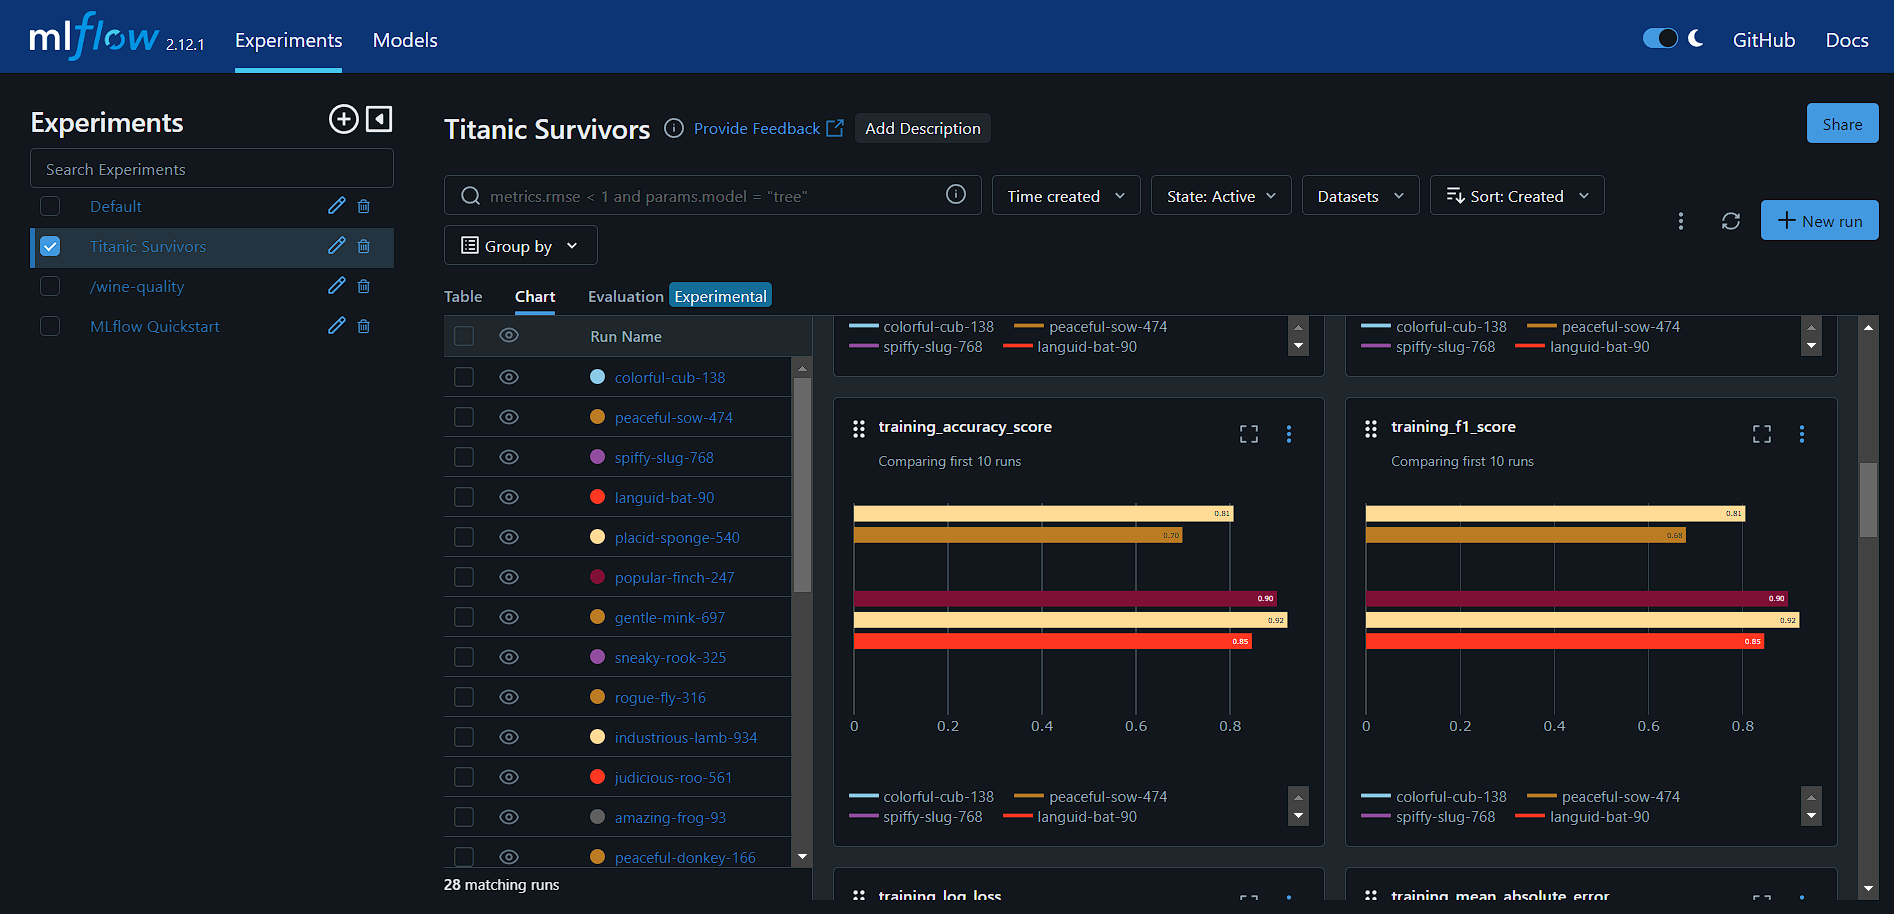 mlflow 2.12.1 Experiments Models GitHub Docs
Experiments
Search Experiments
Default
Titanic Survivors
/wine-quality
MLflow Quickstart
Titanic Survivors Provide Feedback Add Description Share
metrics.rmse < 1 and params.model = "tree" Time created State: Active Datasets Sort: Created
Group by
New run
Table Chart Evaluation Experimental
Run Name
colorful-cub-138
peaceful-sow-474
spiffy-slug-768
languid-bat-90
placid-sponge-540
popular-finch-247
gentle-mink-697
sneaky-rook-325
rogue-fly-316
industrious-lamb-934
judicious-roo-561
amazing-frog-93
peaceful-donkey-166
28 matching runs
colorful-cub-138 peaceful-sow-474
spiffy-slug-768 languid-bat-90
colorful-cub-138 peaceful-sow-474
spiffy-slug-768 languid-bat-90
training_accuracy_score
Comparing first 10 runs
0.81
0.70
0.90
0.92
0.85
0 0.2 0.4 0.6 0.8
colorful-cub-138 peaceful-sow-474
spiffy-slug-768 languid-bat-90
training_f1_score
Comparing first 10 runs
0.81
0.68
0.90
0.92
0.85
0 0.2 0.4 0.6 0.8
colorful-cub-138 peaceful-sow-474
spiffy-slug-768 languid-bat-90
training_log_loss
training_mean_absolute_error